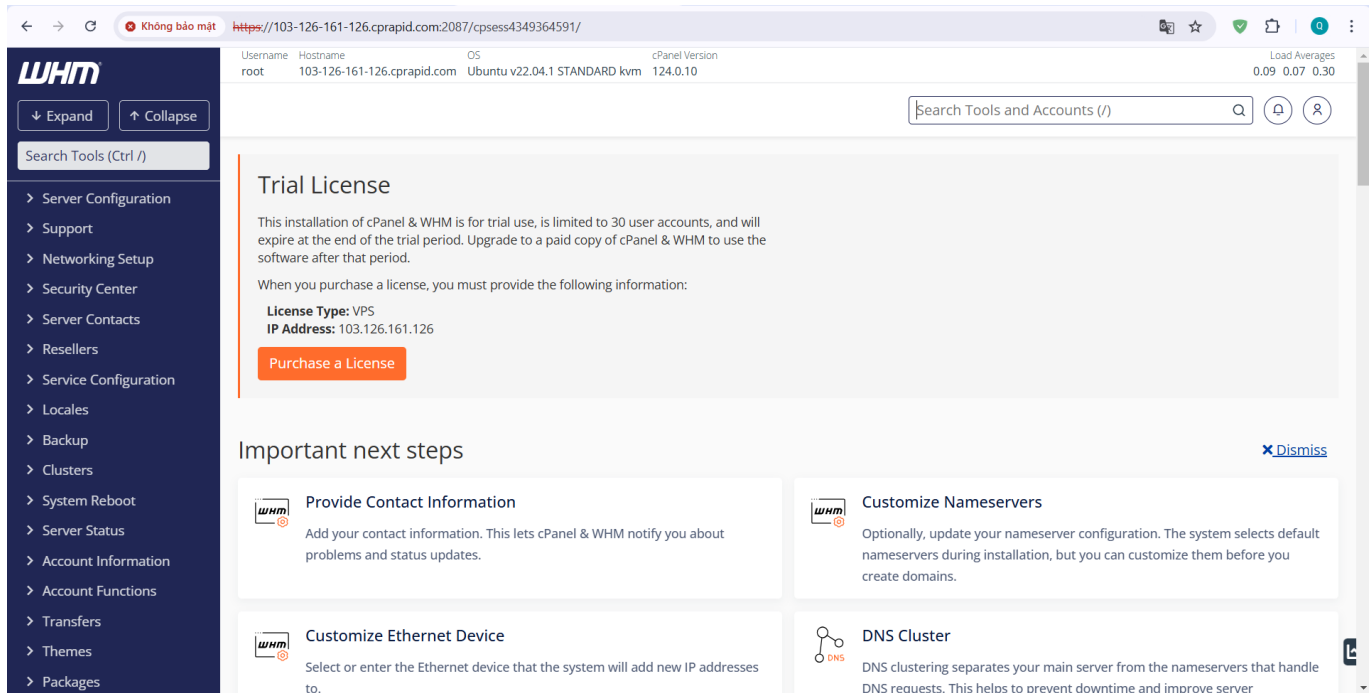 Không bảo mật
https://103-126-161-126.cprapid.com:2087/cpsess4349364591/
Q
Username Hostname OS cPanel Version Load Averages
root 103-126-161-126.cprapid.com Ubuntu v22.04.1 STANDARD kvm 124.0.10 0.09 0.07 0.30
WHM
Expand
Collapse
Search Tools (Ctrl /)
Server Configuration
Support
Networking Setup
Security Center
Server Contacts
Resellers
Service Configuration
Locales
Backup
Clusters
System Reboot
Server Status
Account Information
Account Functions
Transfers
Themes
Packages
Search Tools and Accounts (/)
Trial License
This installation of cPanel & WHM is for trial use, is limited to 30 user accounts, and will
expire at the end of the trial period. Upgrade to a paid copy of cPanel & WHM to use the
software after that period.
When you purchase a license, you must provide the following information:
License Type: VPS
IP Address: 103.126.161.126
Purchase a License
Important next steps
Dismiss
WHM
Provide Contact Information
Add your contact information. This lets cPanel & WHM notify you about
problems and status updates.
WHM
Customize Nameservers
Optionally, update your nameserver configuration. The system selects default
nameservers during installation, but you can customize them before you
create domains.
WHM
Customize Ethernet Device
Select or enter the Ethernet device that the system will add new IP addresses
to.
DNS
DNS Cluster
DNS clustering separates your main server from the nameservers that handle
DNS requests. This helps to prevent downtime and improve server